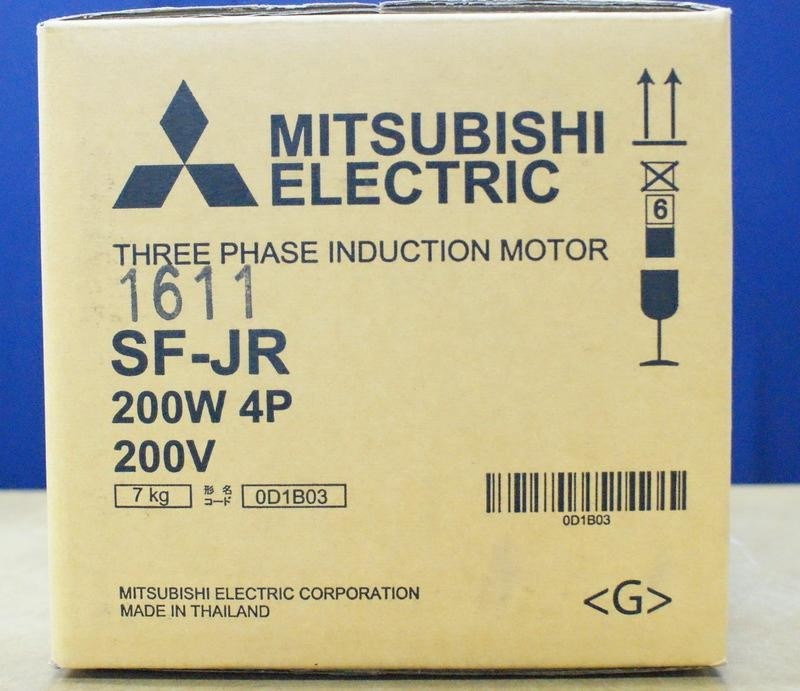 MITSUBISHI
ELECTRIC
6
THREE PHASE INDUCTION MOTOR
1611
SF-JR
200W 4P
200V
7 kg 形名 コード 0D1B03
0D1B03
MITSUBISHI ELECTRIC CORPORATION
MADE IN THAILAND
<G>